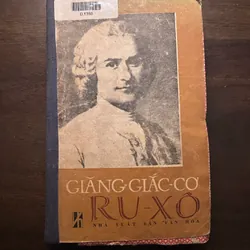 GIĂNG-GIẮC-CƠ
RU-XÔ
NHÀ XUẤT BẢN VĂN HÓA